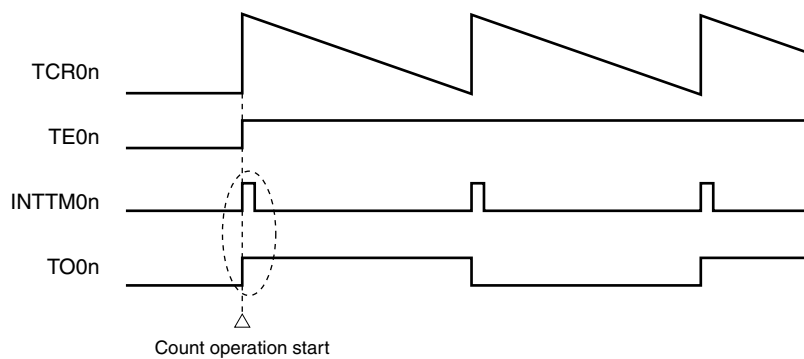 TCR0n
TE0n
INTTM0n
TO0n
Count operation start